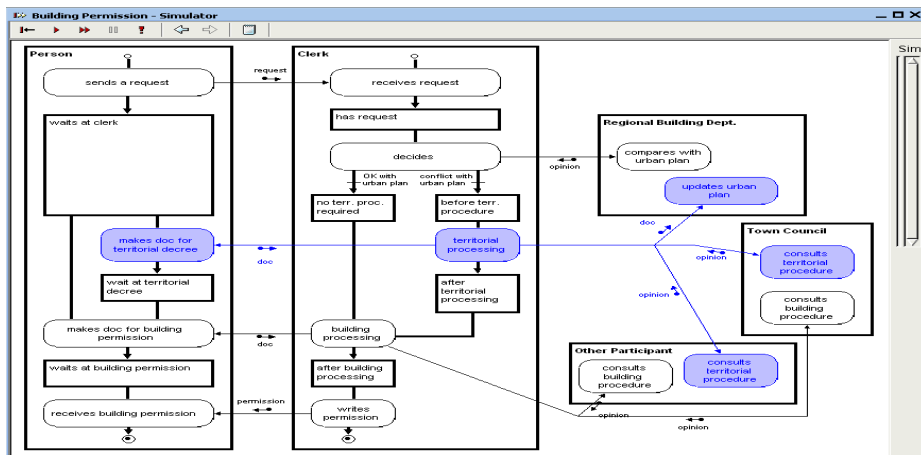 Building Permission - Simulator
Sim
Person
Clerk
sends a request
request
receives request
waits at clerk
has request
Regional Building Dept.
decides
opinion
compares with
urban plan
OK with
urban plan
conflict with
urban plan
updates urban
plan
no terr. proc.
required
before terr.
procedure
doc
Town Council
makes doc for
territorial decree
doc
territorial
processing
opinion
consults
territorial
procedure
wait at territorial
decree
after
territorial
processing
opinion
consults
building
procedure
makes doc for building
permission
doc
building
processing
Other Participant
waits at building permission
after building
processing
consults
building
procedure
consults
territorial
procedure
receives building permission
permission
writes
permission
opinion
opinion